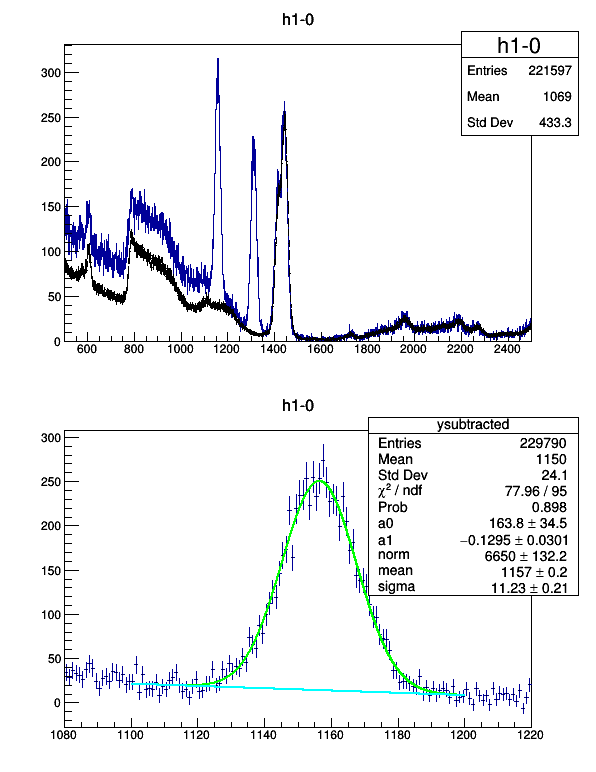 h1-0
h1-0
Entries 221597
Mean 1069
Std Dev 433.3
300
250
200
150
100
50
0
600 800 1000 1200 1400 1600 1800 2000 2200 2400
h1-0
ysubtracted
Entries 229790
Mean 1150
Std Dev 24.1
χ² / ndf 77.96 / 95
Prob 0.898
a0 163.8 ± 34.5
a1 −0.1295 ± 0.0301
norm 6650 ± 132.2
mean 1157 ± 0.2
sigma 11.23 ± 0.21
300
250
200
150
100
50
0
1080 1100 1120 1140 1160 1180 1200 1220